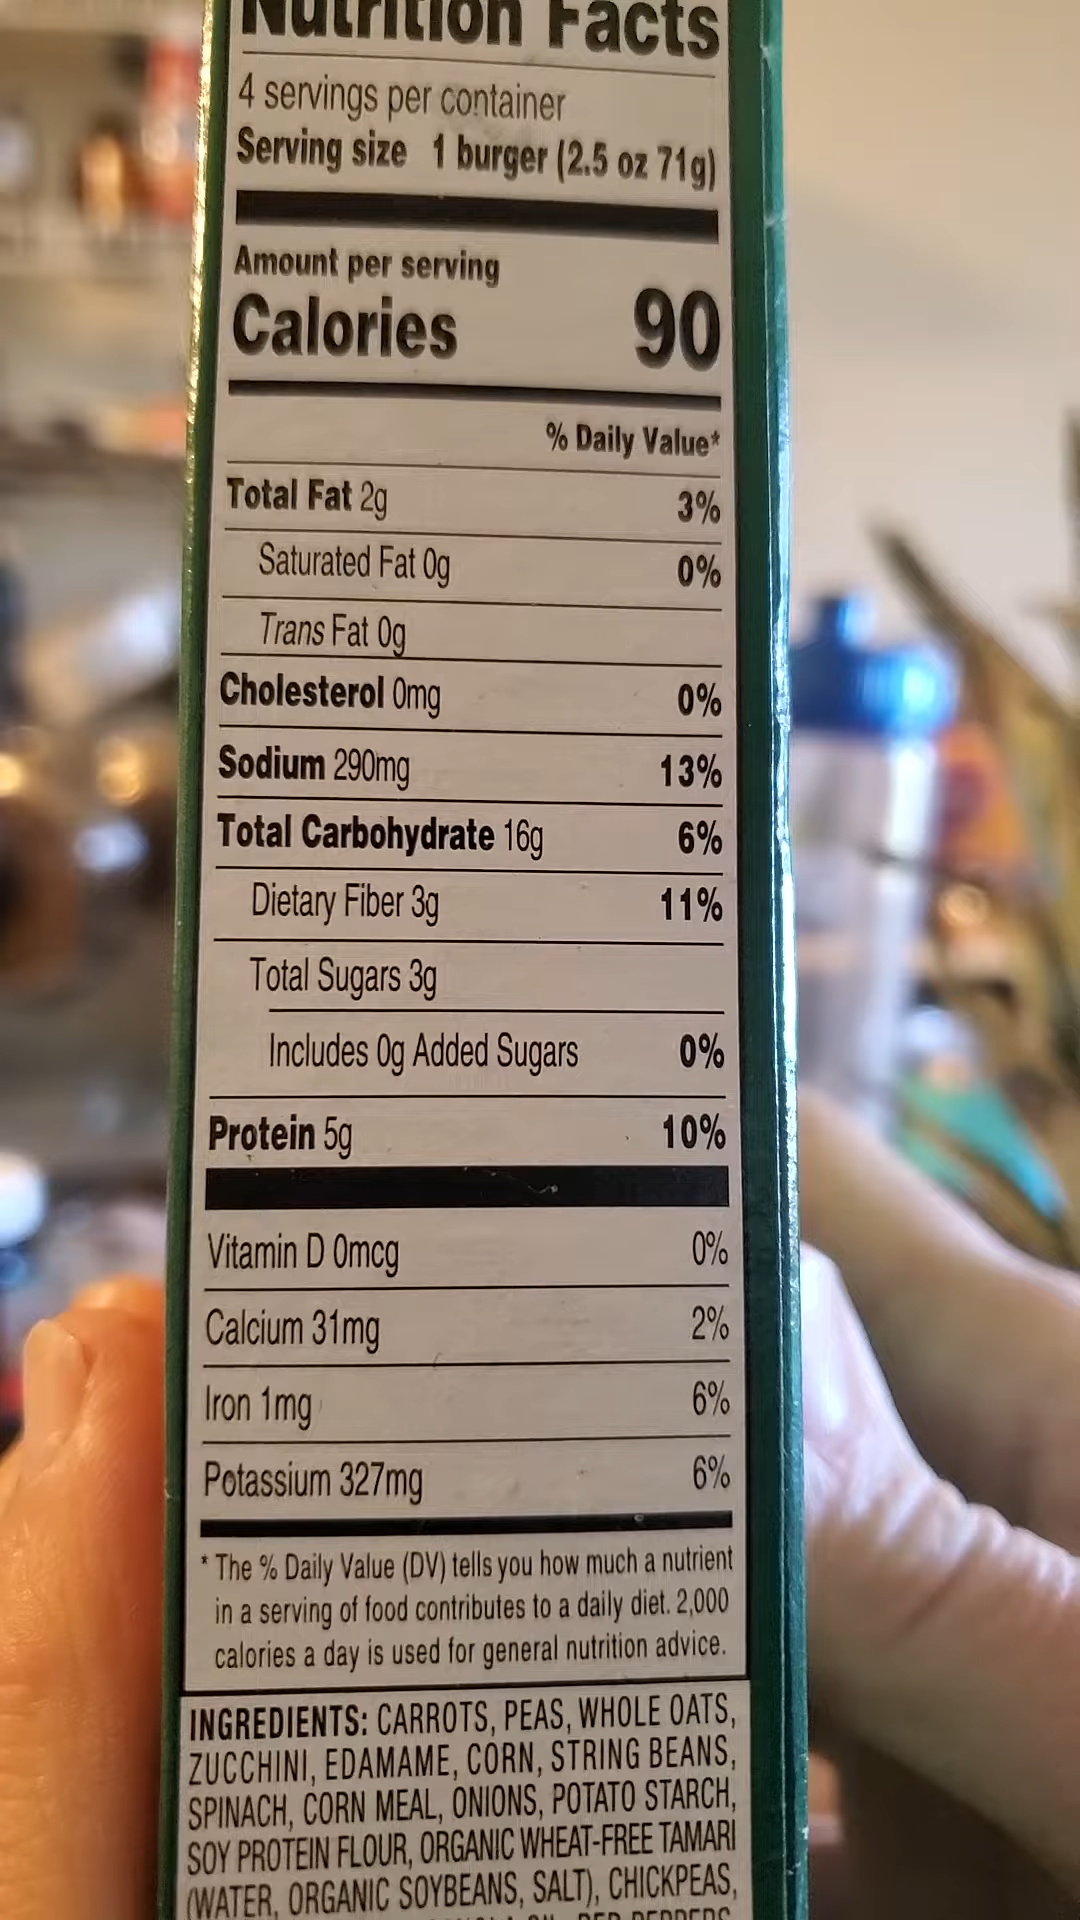 Nutrition Facts
4 servings per container
Serving size 1 burger (2.5 oz 71g)
Amount per serving
Calories 90
% Daily Value*
Total Fat 2g 3%
Saturated Fat 0g 0%
Trans Fat 0g
Cholesterol 0mg 0%
Sodium 290mg 13%
Total Carbohydrate 16g 6%
Dietary Fiber 3g 11%
Total Sugars 3g
Includes 0g Added Sugars 0%
Protein 5g 10%
Vitamin D 0mcg 0%
Calcium 31mg 2%
Iron 1mg 6%
Potassium 327mg 6%
* The % Daily Value (DV) tells you how much a nutrient
in a serving of food contributes to a daily diet. 2,000
calories a day is used for general nutrition advice.
INGREDIENTS: CARROTS, PEAS, WHOLE OATS,
ZUCCHINI, EDAMAME, CORN, STRING BEANS,
SPINACH, CORN MEAL, ONIONS, POTATO STARCH,
SOY PROTEIN FLOUR, ORGANIC WHEAT-FREE TAMARI
(WATER, ORGANIC SOYBEANS, SALT), CHICKPEAS,
OIL, RED PEPPERS